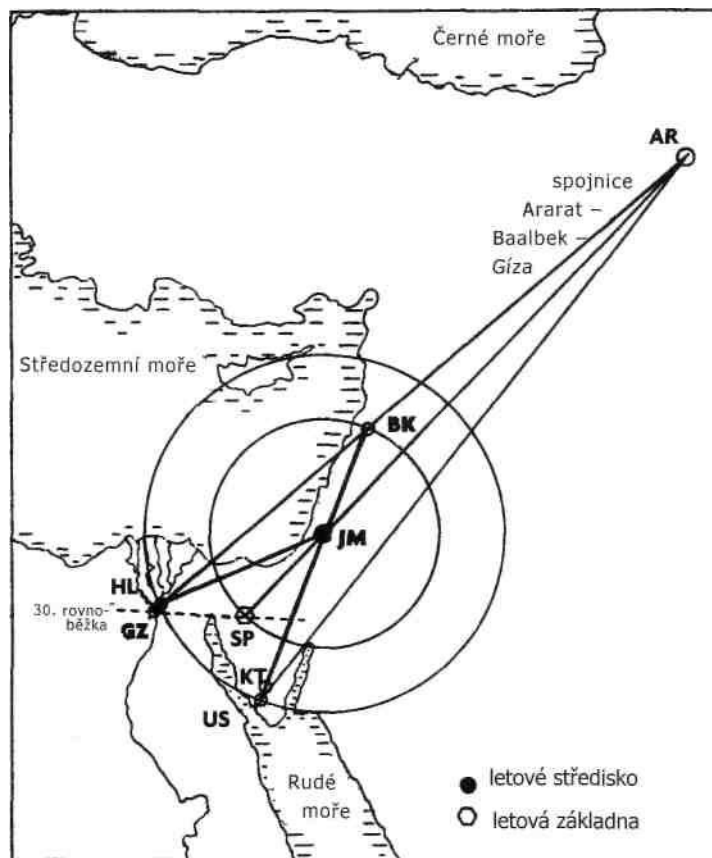 Černé moře
AR
spojnice
Ararat –
Baalbek –
Gíza
Středozemní moře
BK
JM
HL
30. rovno-
běžka
GZ
SP
KT
US
Rudé
moře
letové středisko
letová základna